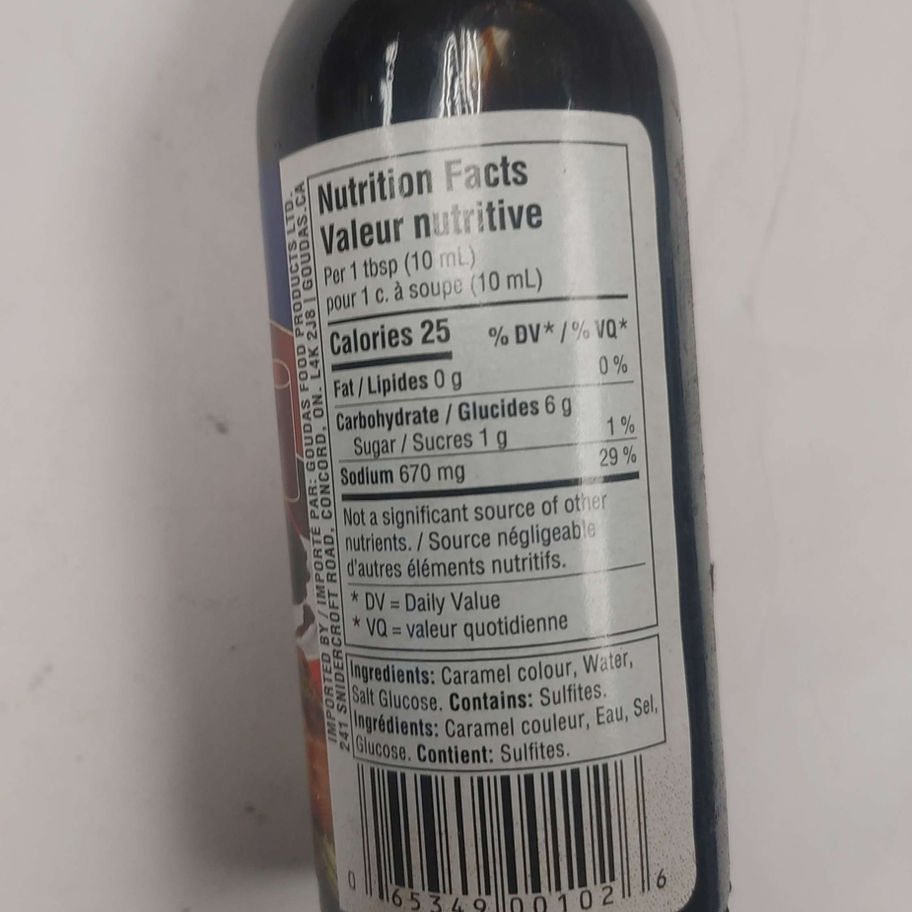 Nutrition Facts
Valeur nutritive
Per 1 tbsp (10 mL)
pour 1 c. à soupe (10 mL)
Calories 25 % DV* / % VQ*
Fat / Lipides 0 g 0 %
Carbohydrate / Glucides 6 g
Sugar / Sucres 1 g 1 %
Sodium 670 mg 29 %
Not a significant source of other
nutrients. / Source négligeable
d'autres éléments nutritifs.
* DV = Daily Value
* VQ = valeur quotidienne
Ingredients: Caramel colour, Water,
Salt Glucose. Contains: Sulfites.
Ingrédients: Caramel couleur, Eau, Sel,
Glucose. Contient: Sulfites.
0 65349 00102 6
IMPORTED BY / IMPORTÉ PAR: GOUDAS FOOD PRODUCTS LTD.
241 SNIDERCROFT ROAD, CONCORD, ON. L4K 2J8 | GOUDAS.CA